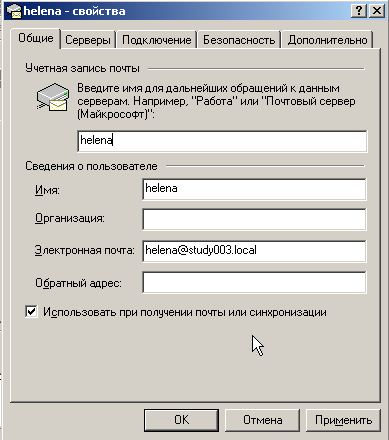 helena - свойства
Общие Серверы Подключение Безопасность Дополнительно
Учетная запись почты
Введите имя для дальнейших обращений к данным
серверам. Например, "Работа" или "Почтовый сервер
(Майкрософт)":
helena
Сведения о пользователе
Имя: helena
Организация:
Электронная почта: helena@study003.local
Обратный адрес:
Использовать при получении почты или синхронизации
OK Отмена Применить